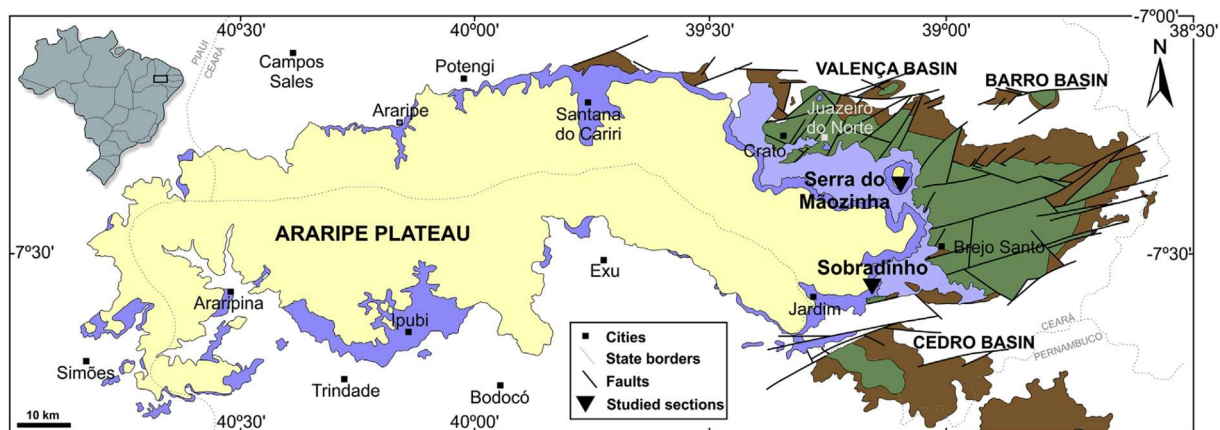 40°30'
40°00'
39°30'
39°00'
-7°00'
38°30'
PIAUI
CEARÁ
Campos
Sales
Potengi
VALENÇA BASIN
BARRO BASIN
N
Araripe
Santana
do Cariri
Juazeiro
do Norte
Crato
Serra do
Mãozinha
ARARIPE PLATEAU
-7°30'
Exu
Sobradinho
Brejo Santo
-7°30'
Araripina
Ipubi
Jardim
CEARÁ
PERNAMBUCO
CEDRO BASIN
Cities
State borders
Faults
Studied sections
Simões
Trindade
Bodocó
10 km
40°30'
40°00'